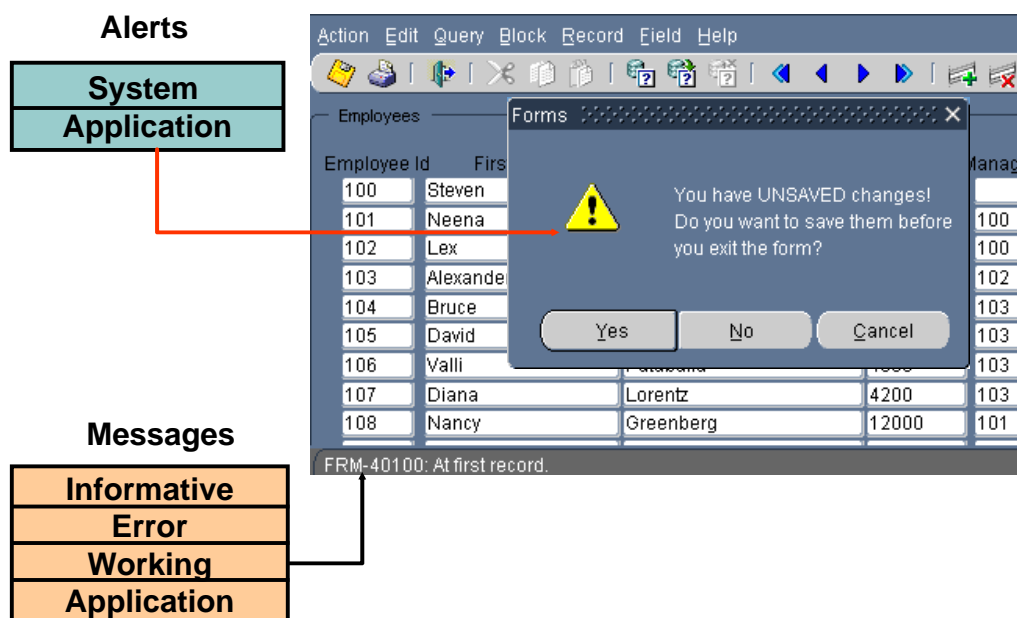 Alerts
System
Application
Messages
Informative
Error
Working
Application
Action Edit Query Block Record Field Help
Employees
Forms
Employee Id Firs Manag
100 Steven
101 Neena 100
102 Lex 100
103 Alexande 102
104 Bruce 103
105 David 103
106 Valli 103
107 Diana Lorentz 4200 103
108 Nancy Greenberg 12000 101
You have UNSAVED changes!
Do you want to save them before
you exit the form?
Yes No Cancel
FRM-40100: At first record.